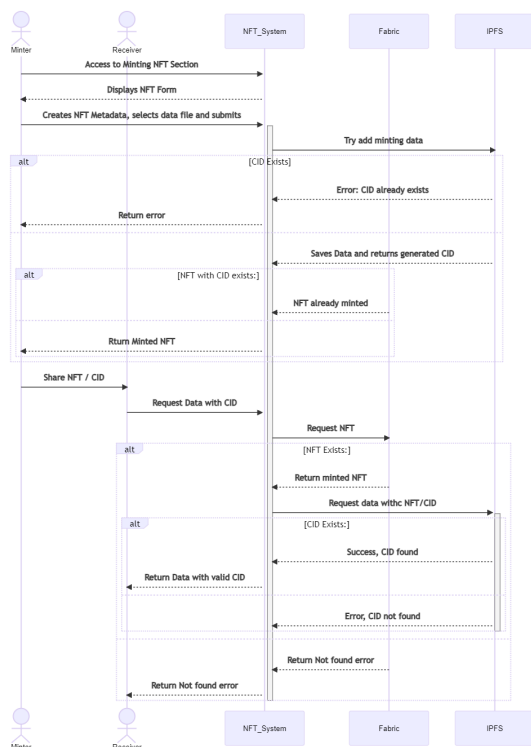 Minter
Receiver
NFT_System
Fabric
IPFS
Access to Minting NFT Section
Displays NFT Form
Creates NFT Metadata, selects data file and submits
Try add minting data
alt
[CID Exists]
Error: CID already exists
Return error
Saves Data and returns generated CID
alt
[NFT with CID exists:]
NFT already minted
Rturn Minted NFT
Share NFT / CID
Request Data with CID
Request NFT
alt
[NFT Exists:]
Return minted NFT
Request data withc NFT/CID
alt
[CID Exists:]
Success, CID found
Return Data with valid CID
Error, CID not found
Return Not found error
Return Not found error
Minter
Receiver
NFT_System
Fabric
IPFS